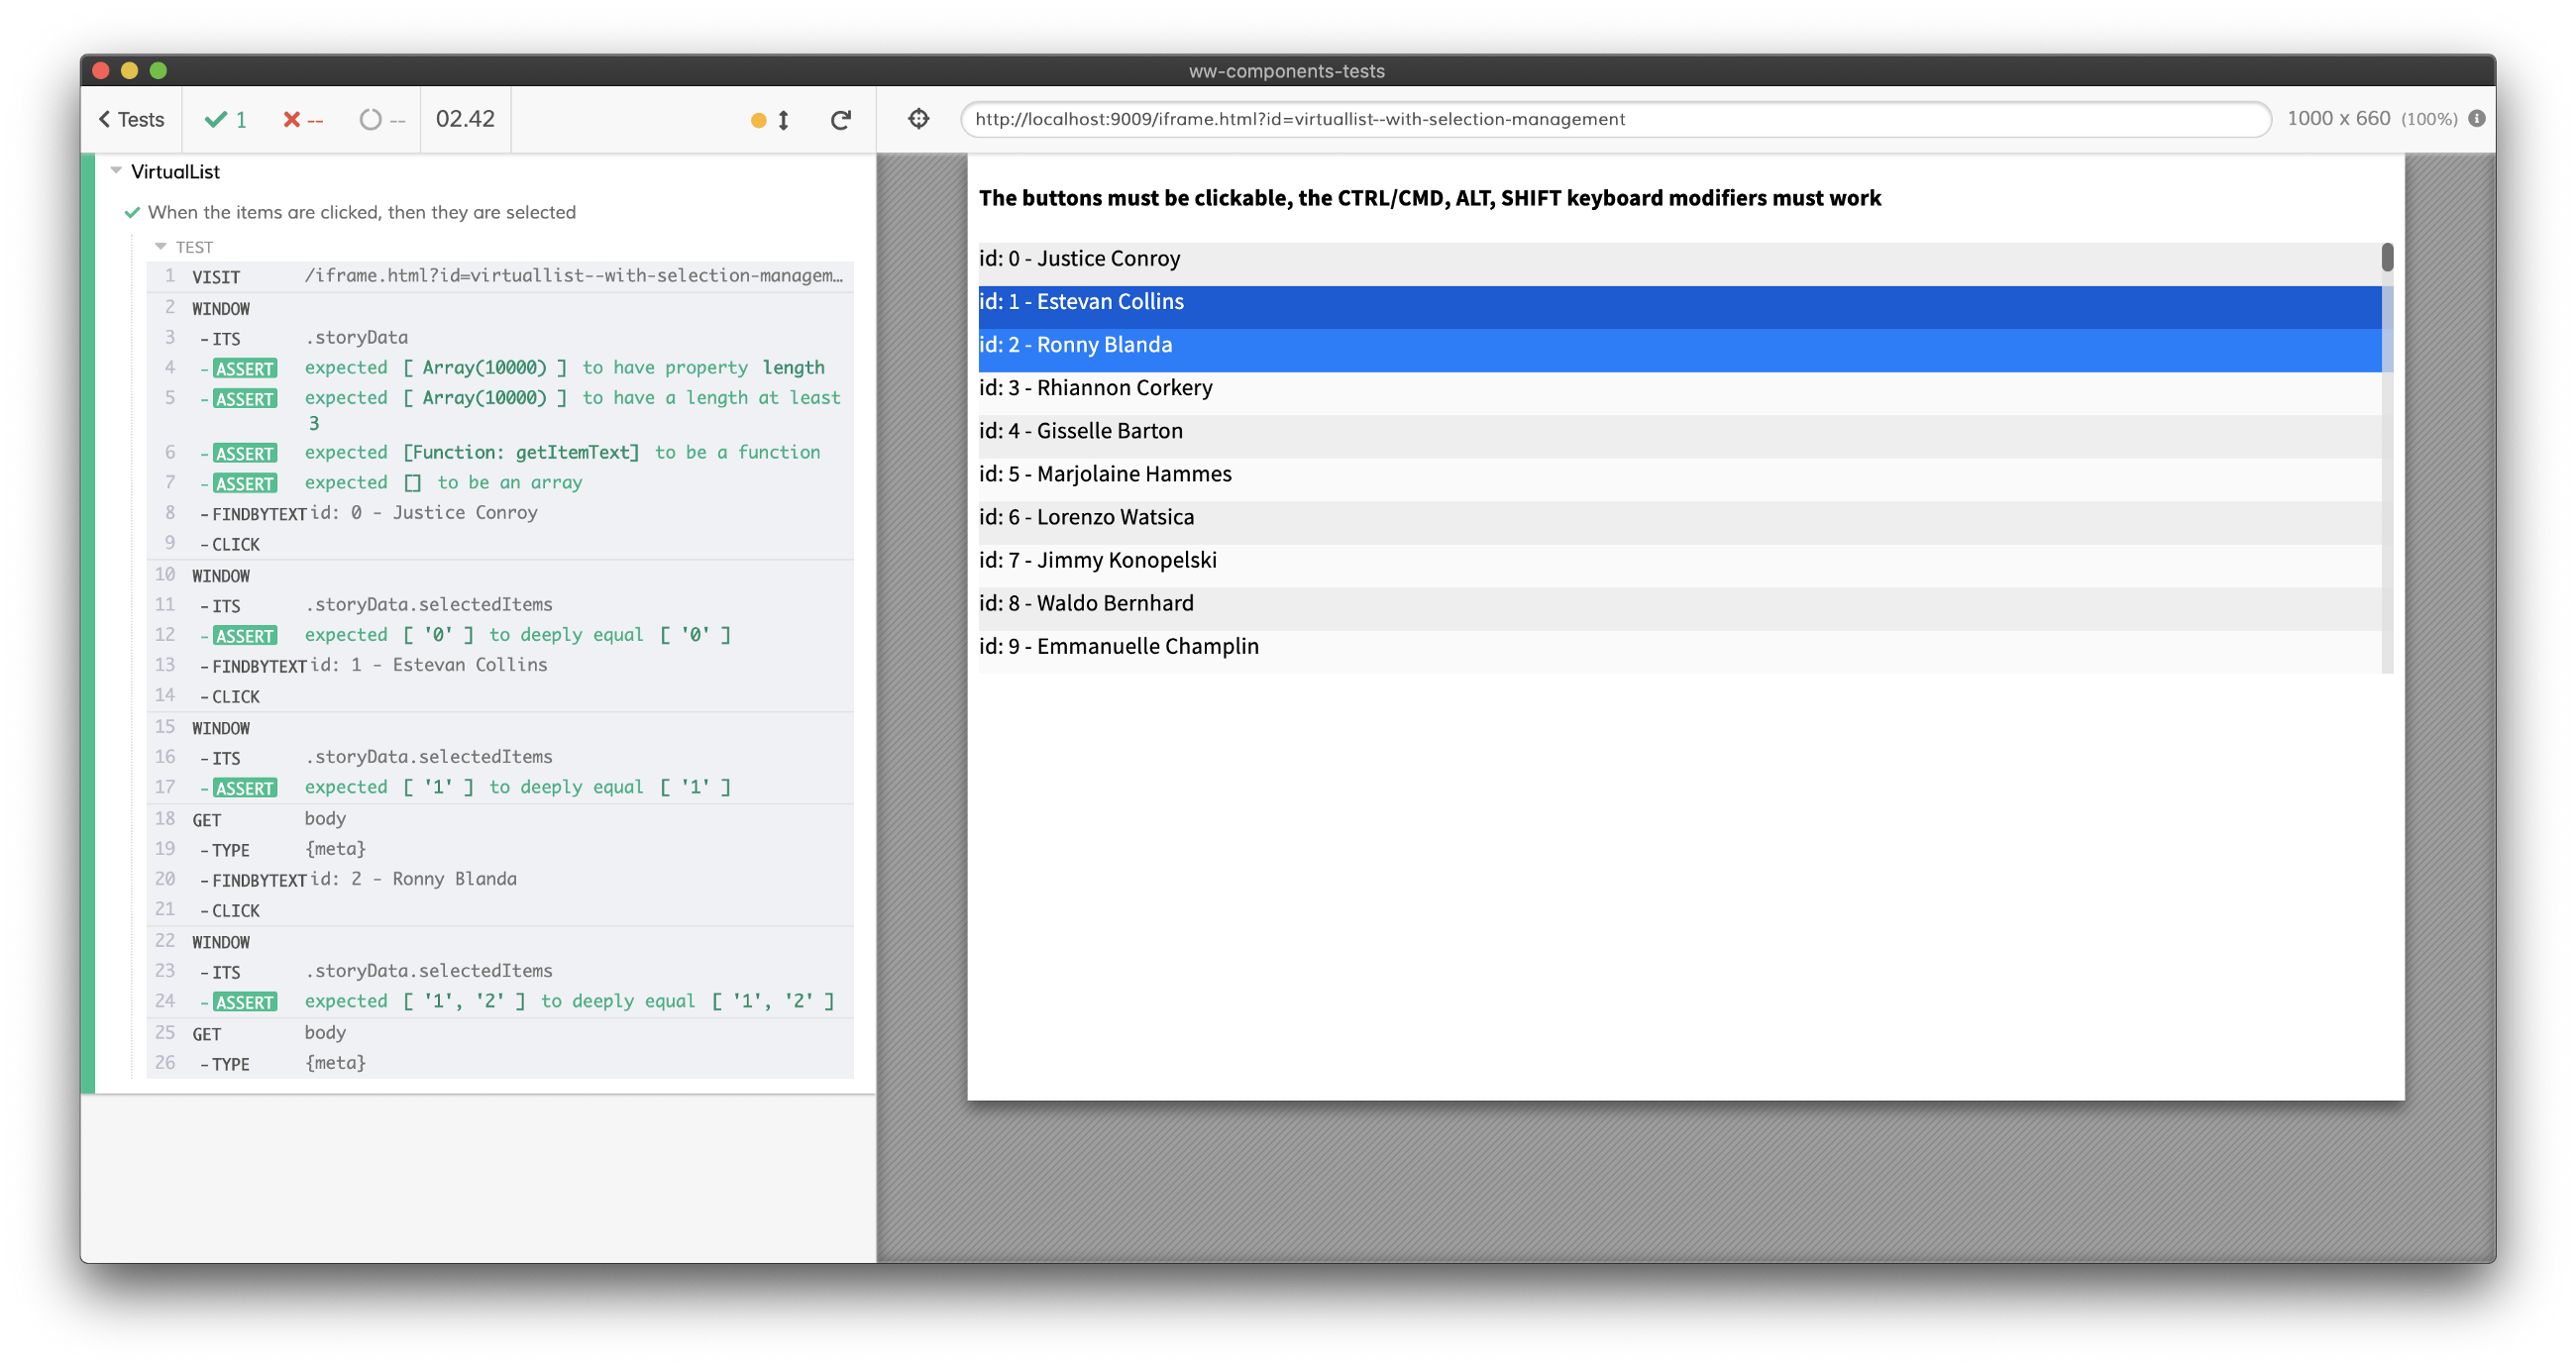 ww-components-tests
Tests 1 -- -- 02.42
http://localhost:9009/iframe.html?id=virtuallist--with-selection-management 1000 x 660 (100%)
VirtualList
When the items are clicked, then they are selected
TEST
1 VISIT /iframe.html?id=virtuallist--with-selection-managem…
2 WINDOW
3 -ITS .storyData
4 -ASSERT expected [ Array(10000) ] to have property length
5 -ASSERT expected [ Array(10000) ] to have a length at least
3
6 -ASSERT expected [Function: getItemText] to be a function
7 -ASSERT expected [] to be an array
8 -FINDBYTEXT id: 0 - Justice Conroy
9 -CLICK
10 WINDOW
11 -ITS .storyData.selectedItems
12 -ASSERT expected [ '0' ] to deeply equal [ '0' ]
13 -FINDBYTEXT id: 1 - Estevan Collins
14 -CLICK
15 WINDOW
16 -ITS .storyData.selectedItems
17 -ASSERT expected [ '1' ] to deeply equal [ '1' ]
18 GET body
19 -TYPE {meta}
20 -FINDBYTEXT id: 2 - Ronny Blanda
21 -CLICK
22 WINDOW
23 -ITS .storyData.selectedItems
24 -ASSERT expected [ '1', '2' ] to deeply equal [ '1', '2' ]
25 GET body
26 -TYPE {meta}
The buttons must be clickable, the CTRL/CMD, ALT, SHIFT keyboard modifiers must work
id: 0 - Justice Conroy
id: 1 - Estevan Collins
id: 2 - Ronny Blanda
id: 3 - Rhiannon Corkery
id: 4 - Gisselle Barton
id: 5 - Marjolaine Hammes
id: 6 - Lorenzo Watsica
id: 7 - Jimmy Konopelski
id: 8 - Waldo Bernhard
id: 9 - Emmanuelle Champlin